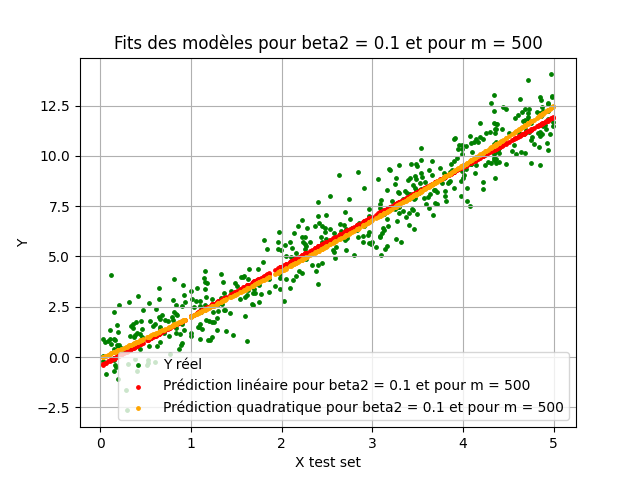 Fits des modèles pour beta2 = 0.1 et pour m = 500
12.5
10.0
7.5
5.0
2.5
0.0
−2.5
Y
Y réel
Prédiction linéaire pour beta2 = 0.1 et pour m = 500
Prédiction quadratique pour beta2 = 0.1 et pour m = 500
0 1 2 3 4 5
X test set